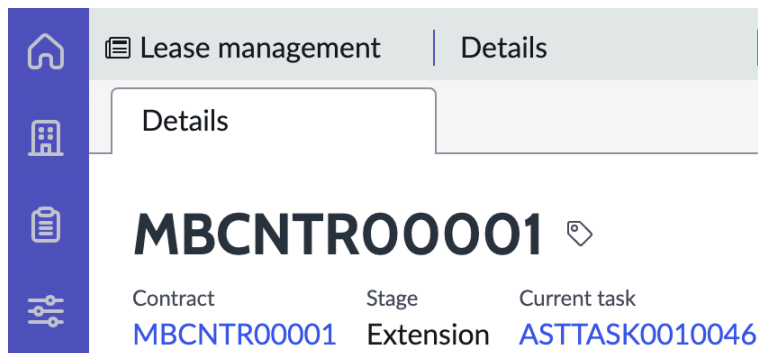 Lease management Details
Details
MBCNTR00001
Contract Stage Current task
MBCNTR00001 Extension ASTTASK0010046